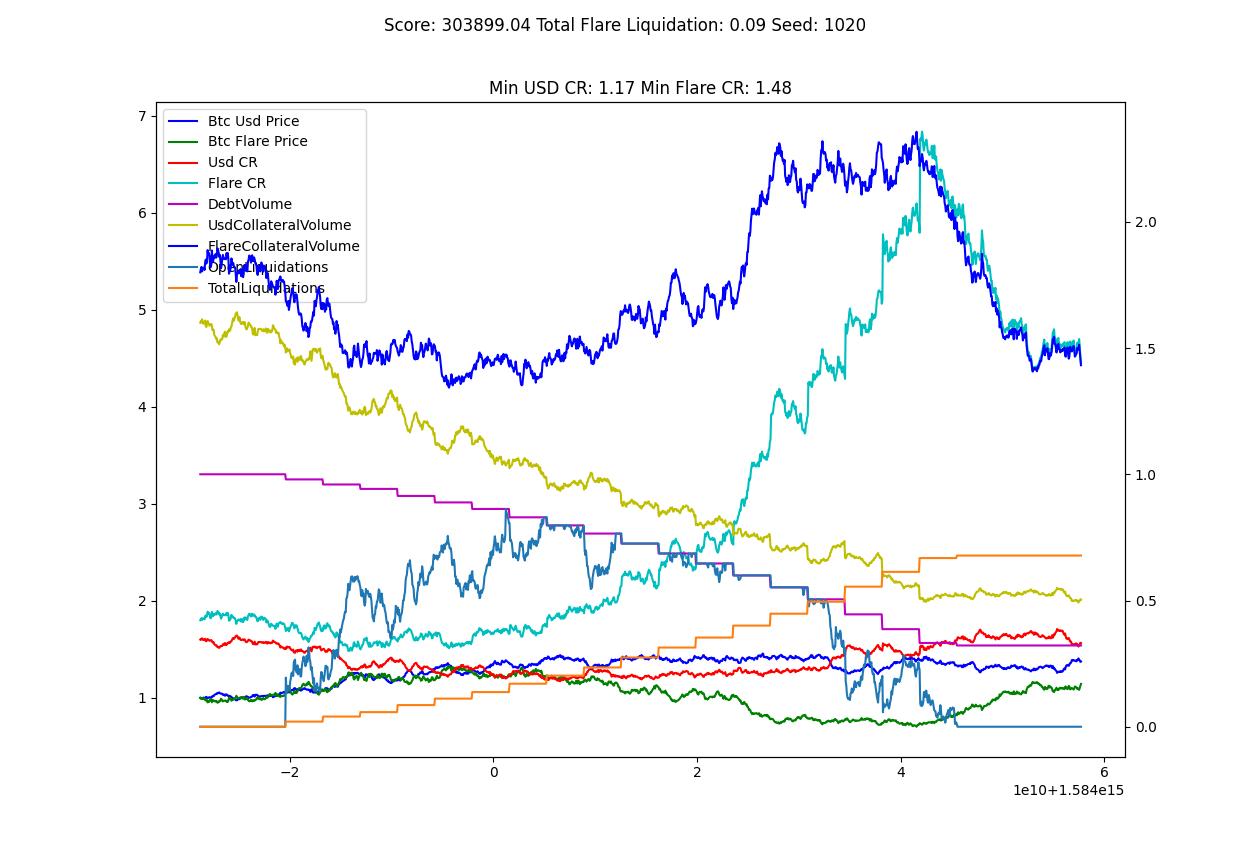 Score: 303899.04 Total Flare Liquidation: 0.09 Seed: 1020
Min USD CR: 1.17 Min Flare CR: 1.48
7
6
5
4
3
2
1
Btc Usd Price
Btc Flare Price
Usd CR
Flare CR
DebtVolume
UsdCollateralVolume
FlareCollateralVolume
OpenLiquidations
TotalLiquidations
2.0
1.5
1.0
0.5
0.0
−2
0
2
4
6
1e10+1.584e15